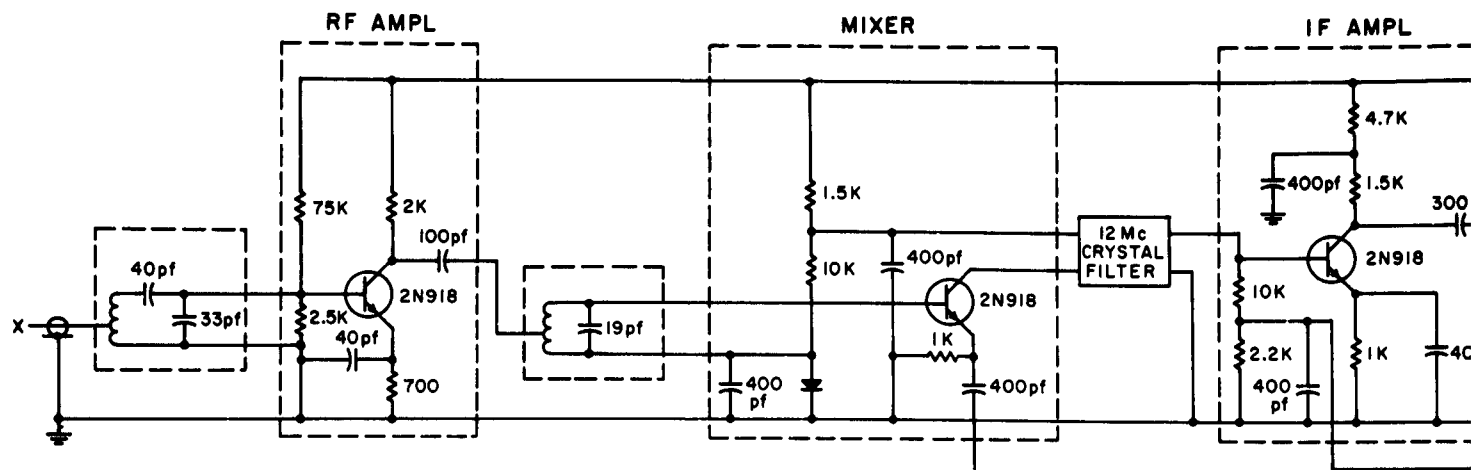 RF AMPL
MIXER
IF AMPL
4.7K
400pf
1.5K
300
75K
2K
1.5K
100pf
12 Mc
CRYSTAL
FILTER
400pf
2N918
40pf
10K
2N918
2N918
10K
X
33pf
2.5K
40pf
19pf
1K
2.2K
1K
40
700
400
pf
400pf
400
pf